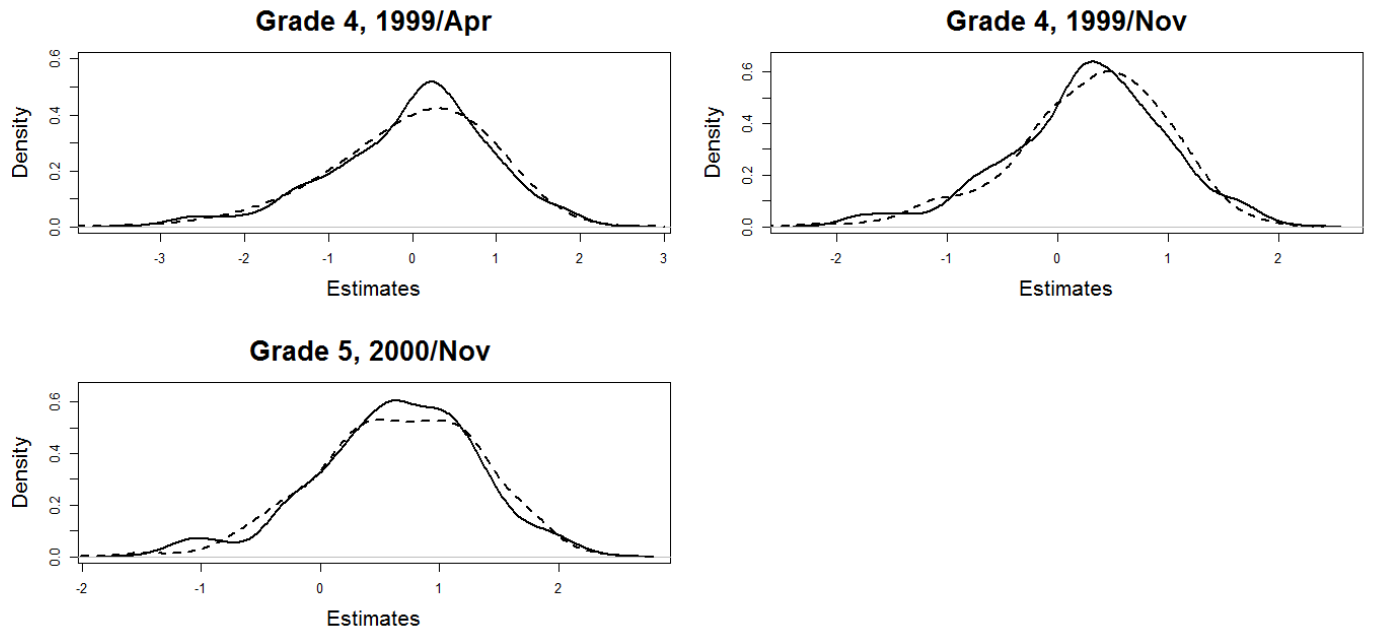 Grade 4, 1999/Apr
Density
0.0 0.2 0.4 0.6
-3 -2 -1 0 1 2 3
Estimates
Grade 4, 1999/Nov
Density
0.0 0.2 0.4 0.6
-2 -1 0 1 2
Estimates
Grade 5, 2000/Nov
Density
0.0 0.2 0.4 0.6
-2 -1 0 1 2
Estimates